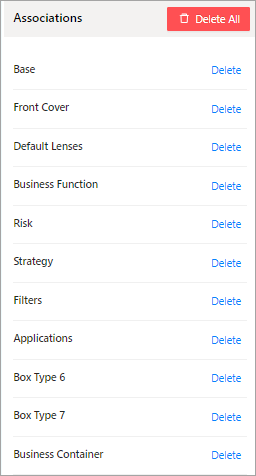 Associations Delete All
Base Delete
Front Cover Delete
Default Lenses Delete
Business Function Delete
Risk Delete
Strategy Delete
Filters Delete
Applications Delete
Box Type 6 Delete
Box Type 7 Delete
Business Container Delete